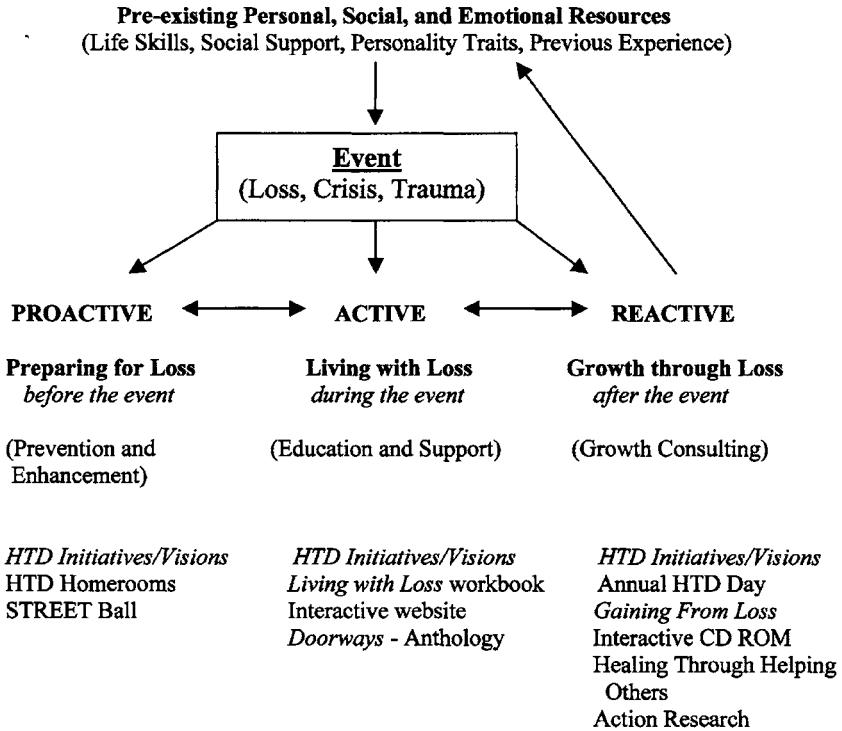 Pre-existing Personal, Social, and Emotional Resources
(Life Skills, Social Support, Personality Traits, Previous Experience)
Event
(Loss, Crisis, Trauma)
PROACTIVE
ACTIVE
REACTIVE
Preparing for Loss
before the event
Living with Loss
during the event
Growth through Loss
after the event
(Prevention and
Enhancement)
(Education and Support)
(Growth Consulting)
HTD Initiatives/Visions
HTD Homerooms
STREET Ball
HTD Initiatives/Visions
Living with Loss workbook
Interactive website
Doorways - Anthology
HTD Initiatives/Visions
Annual HTD Day
Gaining From Loss
Interactive CD ROM
Healing Through Helping
Others
Action Research